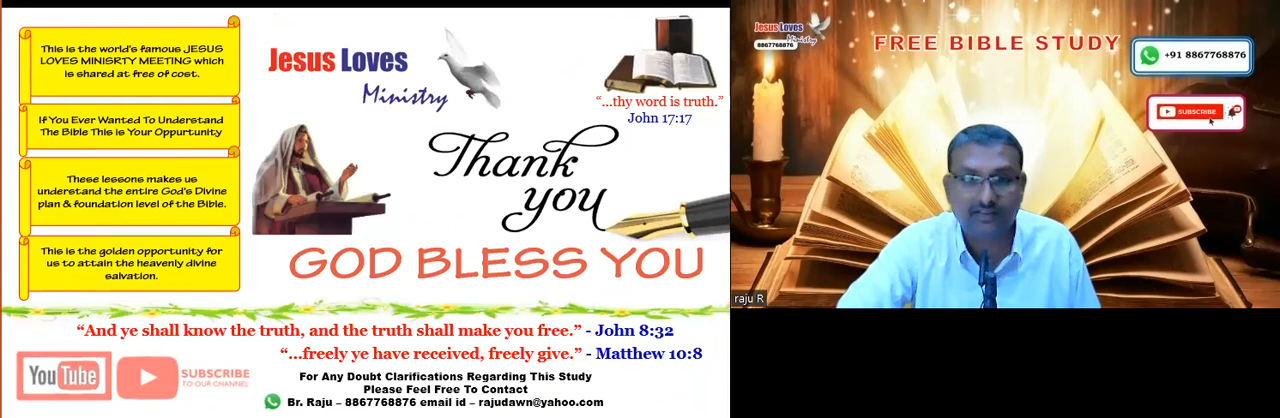 This is the world's famous JESUS
LOVES MINISRTY MEETING which
is shared at free of cost.
If You Ever Wanted To Understand
The Bible This is Your Oppurtunity
These lessons makes us
understand the entire God's Divine
plan & foundation level of the Bible.
This is the golden opportunity for
us to attain the heavenly divine
salvation.
Jesus Loves
Ministry
"...thy word is truth."
John 17:17
Thank
you
GOD BLESS YOU
"And ye shall know the truth, and the truth shall make you free." - John 8:32
"...freely ye have received, freely give." - Matthew 10:8
YouTube
SUBSCRIBE
TO OUR CHANNEL
For Any Doubt Clarifications Regarding This Study
Please Feel Free To Contact
Br. Raju – 8867768876 email id – rajudawn@yahoo.com
Jesus Loves
Ministry
8867768876
FREE BIBLE STUDY
+91 8867768876
SUBSCRIBE
raju R